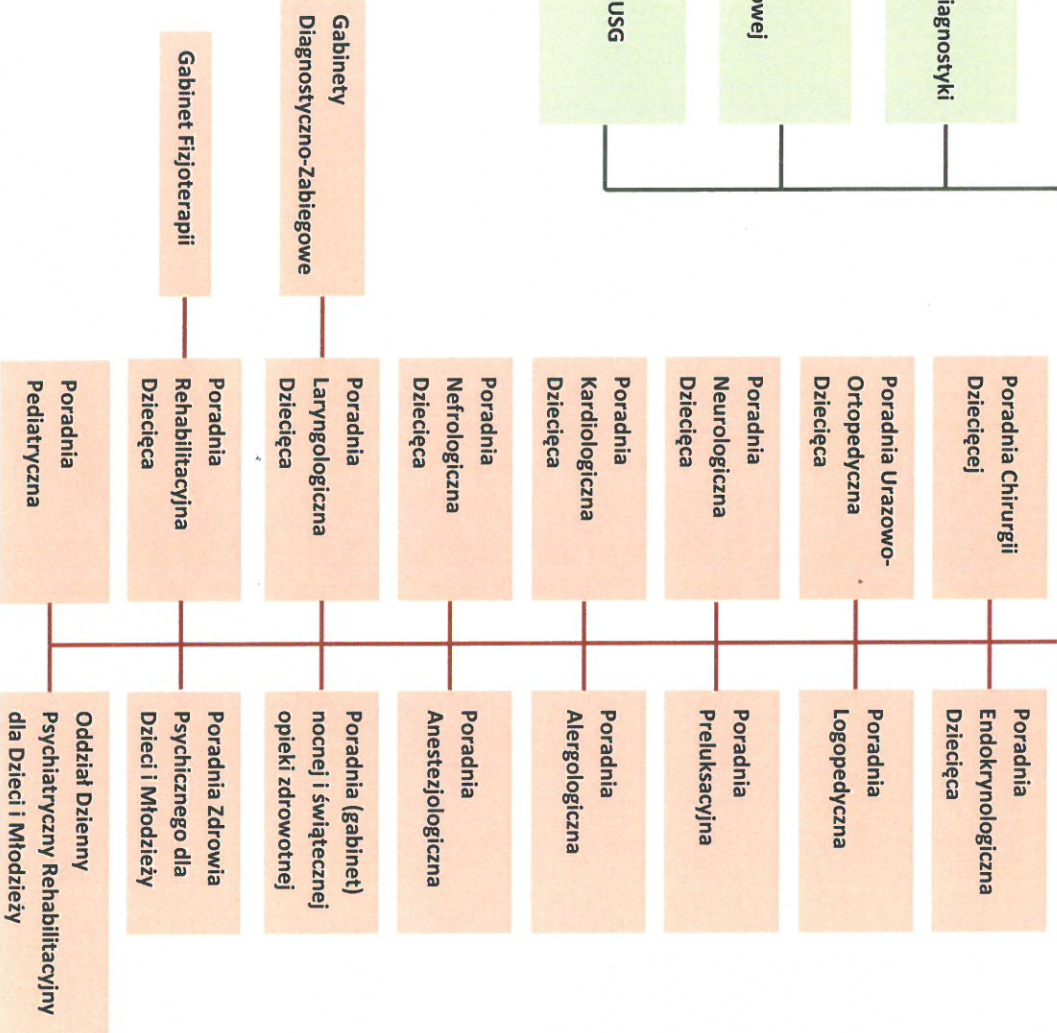 iagnostyki
Poradnia Chirurgii
Dziecięcej
Poradnia
Endokrynologiczna
Dziecięca
owej
Poradnia Urazowo-
Ortopedyczna
Dziecięca
Poradnia
Logopedyczna
USG
Poradnia
Neurologiczna
Dziecięca
Poradnia
Preluksacyjna
Poradnia
Kardiologiczna
Dziecięca
Poradnia
Alergologiczna
Poradnia
Nefrologiczna
Dziecięca
Poradnia
Anestezjologiczna
Gabinety
Diagnostyczno-Zabiegowe
Poradnia
Laryngologiczna
Dziecięca
Poradnia (gabinet)
nocnej i świątecznej
opieki zdrowotnej
Gabinet Fizjoterapii
Poradnia
Rehabilitacyjna
Dziecięca
Poradnia Zdrowia
Psychicznego dla
Dzieci i Młodzieży
Poradnia
Pediatryczna
Oddział Dzienny
Psychiatryczny Rehabilitacyjny
dla Dzieci i Młodzieży